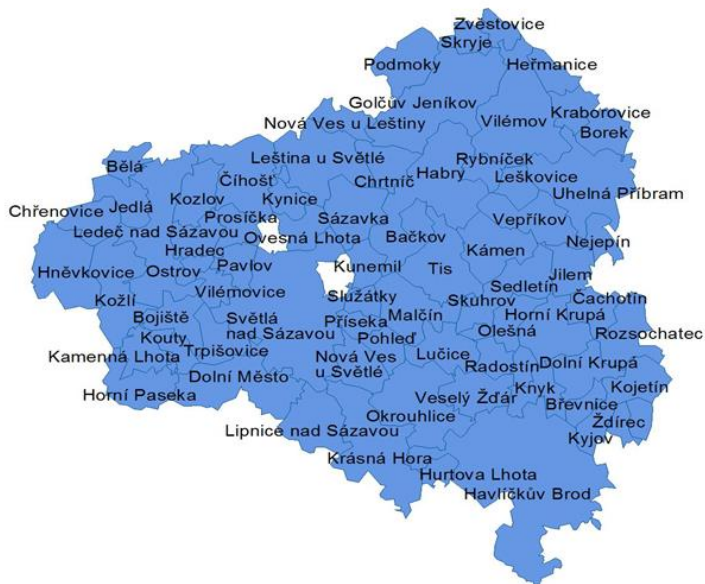 Zvěstovice
Skryje
Podmoky
Heřmanice
Golčův Jeníkov
Kraborovice
Nová Ves u Leštiny
Vilémov
Borek
Leština u Světlé
Rybníček
Bělá
Habry
Leškovice
Číhošť
Chrtníč
Uhelná Příbram
Kozlov
Kynice
Chřenovice
Jedlá
Prosíčka
Sázavka
Vepříkov
Ledeč nad Sázavou
Ovesná Lhota
Bačkov
Nejepín
Hradec
Kámen
Hněvkovice
Ostrov
Pavlov
Kunemil
Tis
Jilem
Kožlí
Vilémovice
Služátky
Skuhrov
Sedletín
Čachotín
Bojiště
Světlá
nad Sázavou
Příseka
Malčín
Horní Krupá
Olešná
Rozsochatec
Kouty
Pohleď
Kamenná Lhota
Trpišovice
Nová Ves
u Světlé
Lučice
Radostín
Dolní Krupá
Dolní Město
Knyk
Kojetín
Horní Paseka
Veselý Žďár
Břevnice
Okrouhlice
Ždírec
Lipnice nad Sázavou
Kyjov
Krásná Hora
Hurtova Lhota
Havlíčkův Brod